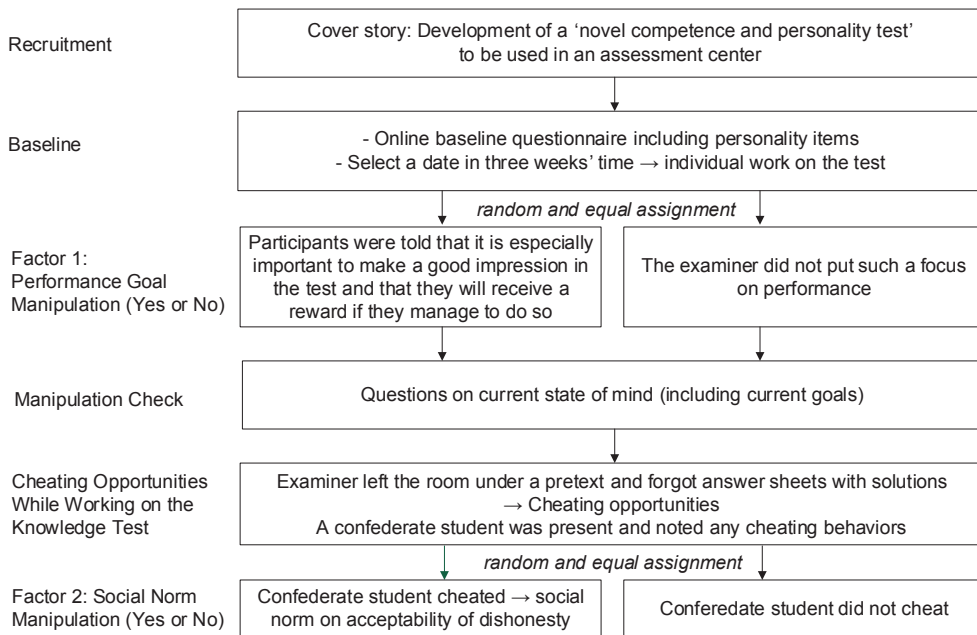 Recruitment
Cover story: Development of a ‘novel competence and personality test’
to be used in an assessment center
Baseline
- Online baseline questionnaire including personality items
- Select a date in three weeks’ time → individual work on the test
random and equal assignment
Factor 1:
Performance Goal
Manipulation (Yes or No)
Participants were told that it is especially
important to make a good impression in
the test and that they will receive a
reward if they manage to do so
The examiner did not put such a focus
on performance
Manipulation Check
Questions on current state of mind (including current goals)
Cheating Opportunities
While Working on the
Knowledge Test
Examiner left the room under a pretext and forgot answer sheets with solutions
→ Cheating opportunities
A confederate student was present and noted any cheating behaviors
random and equal assignment
Factor 2: Social Norm
Manipulation (Yes or No)
Confederate student cheated → social
norm on acceptability of dishonesty
Conferedate student did not cheat